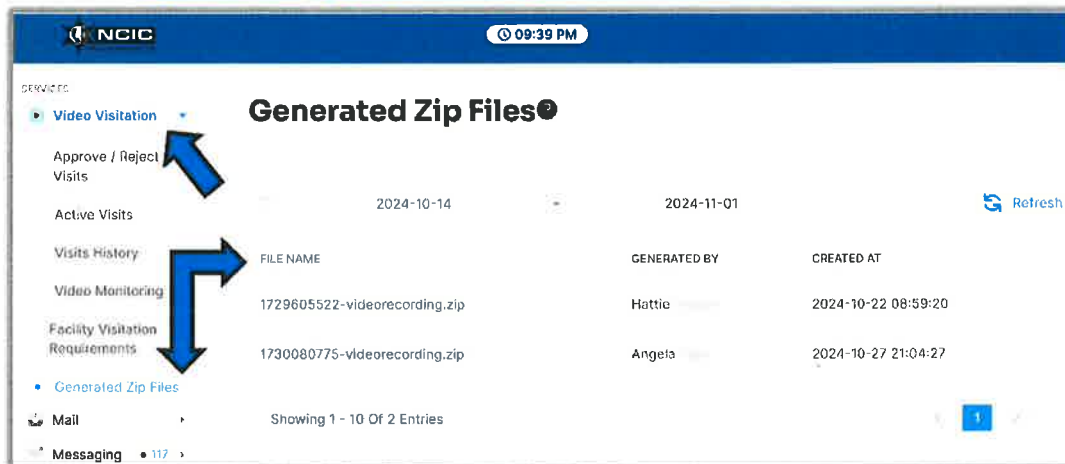 NCIC
09:39 PM
SERVICES
Video Visitation
Generated Zip Files
Approve / Reject
Visits
Active Visits
2024-10-14 - 2024-11-01 Refresh
Visits History
FILE NAME GENERATED BY CREATED AT
Video Monitoring
1729605522-videorecording.zip Hattie 2024-10-22 08:59:20
Facility Visitation
Requirements
1730080775-videorecording.zip Angela 2024-10-27 21:04:27
Generated Zip Files
Mail
Showing 1 - 10 Of 2 Entries 1
Messaging 117